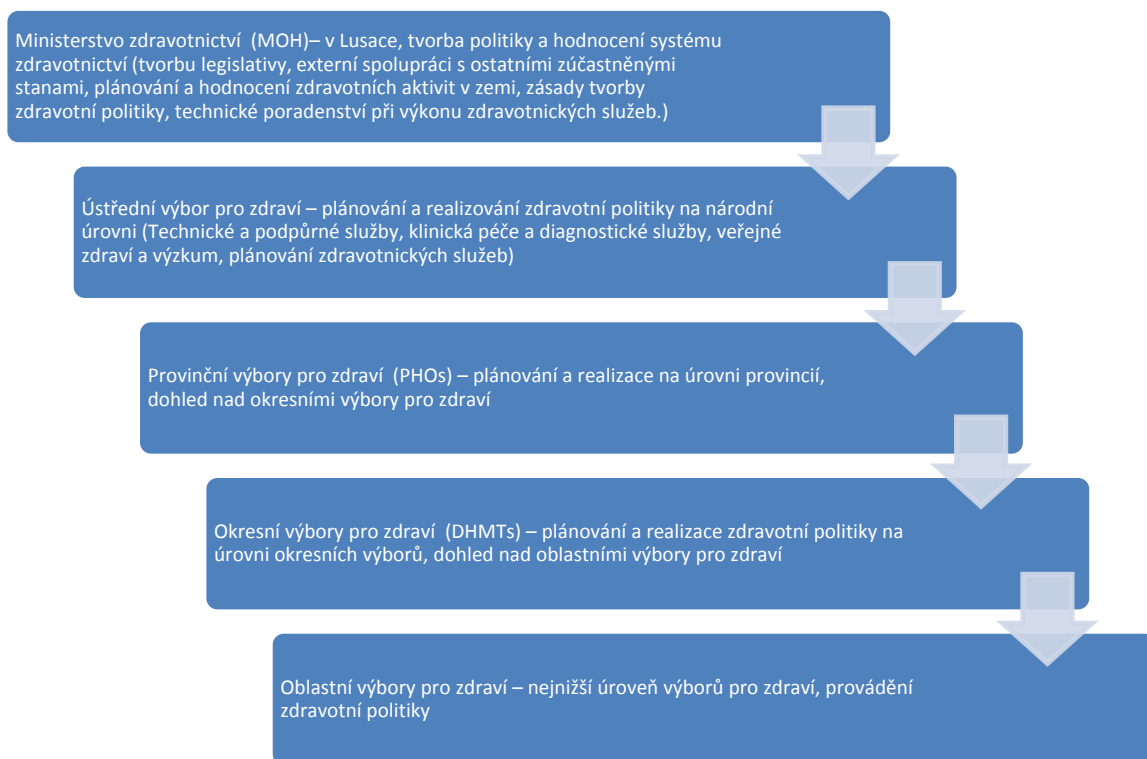 Ministerstvo zdravotnictví  (MOH)– v Lusace, tvorba politiky a hodnocení systému
zdravotnictví (tvorbu legislativy, externí spolupráci s ostatními zúčastněnými
stanami, plánování a hodnocení zdravotních aktivit v zemi, zásady tvorby
zdravotní politiky, technické poradenství při výkonu zdravotnických služeb.)
Ústřední výbor pro zdraví – plánování a realizování zdravotní politiky na národní
úrovni (Technické a podpůrné služby, klinická péče a diagnostické služby, veřejné
zdraví a výzkum, plánování zdravotnických služeb)
Provinční výbory pro zdraví  (PHOs) – plánování a realizace na úrovni provincií,
dohled nad okresními výbory pro zdraví
Okresní výbory pro zdraví  (DHMTs) – plánování a realizace zdravotní politiky na
úrovni okresních výborů, dohled nad oblastními výbory pro zdraví
Oblastní výbory pro zdraví – nejnižší úroveň výborů pro zdraví, provádění
zdravotní politiky